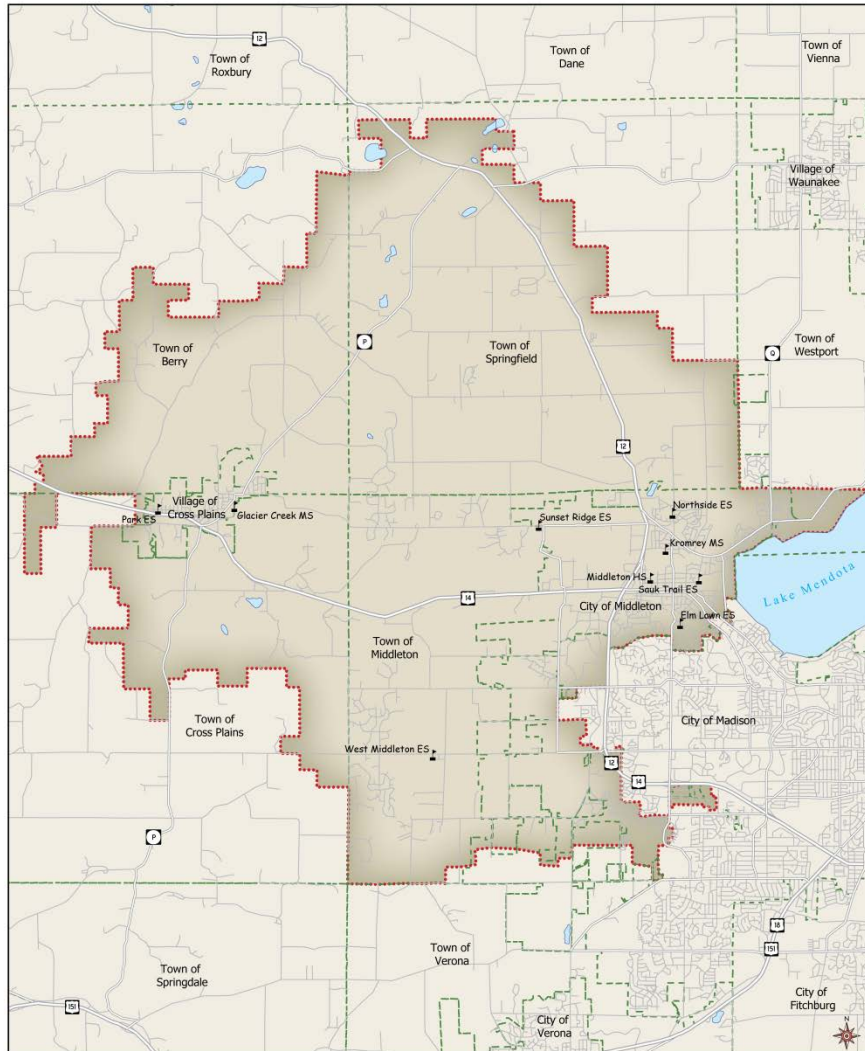 12
Town of
Roxbury
Town of
Dane
Town of
Vienna
Village of
Waunakee
P
Town of
Berry
Town of
Springfield
Q
Town of
Westport
12
Village of
Cross Plains
Park ES
Glacier Creek MS
Sunset Ridge ES
Northside ES
Kromrey MS
Middleton HS
Sauk Trail ES
City of Middleton
Elm Lawn ES
Lake Mendota
14
Town of
Middleton
Town of
Cross Plains
City of Madison
West Middleton ES
12
14
P
18
151
Town of
Verona
Town of
Springdale
151
City of
Verona
City of
Fitchburg
N